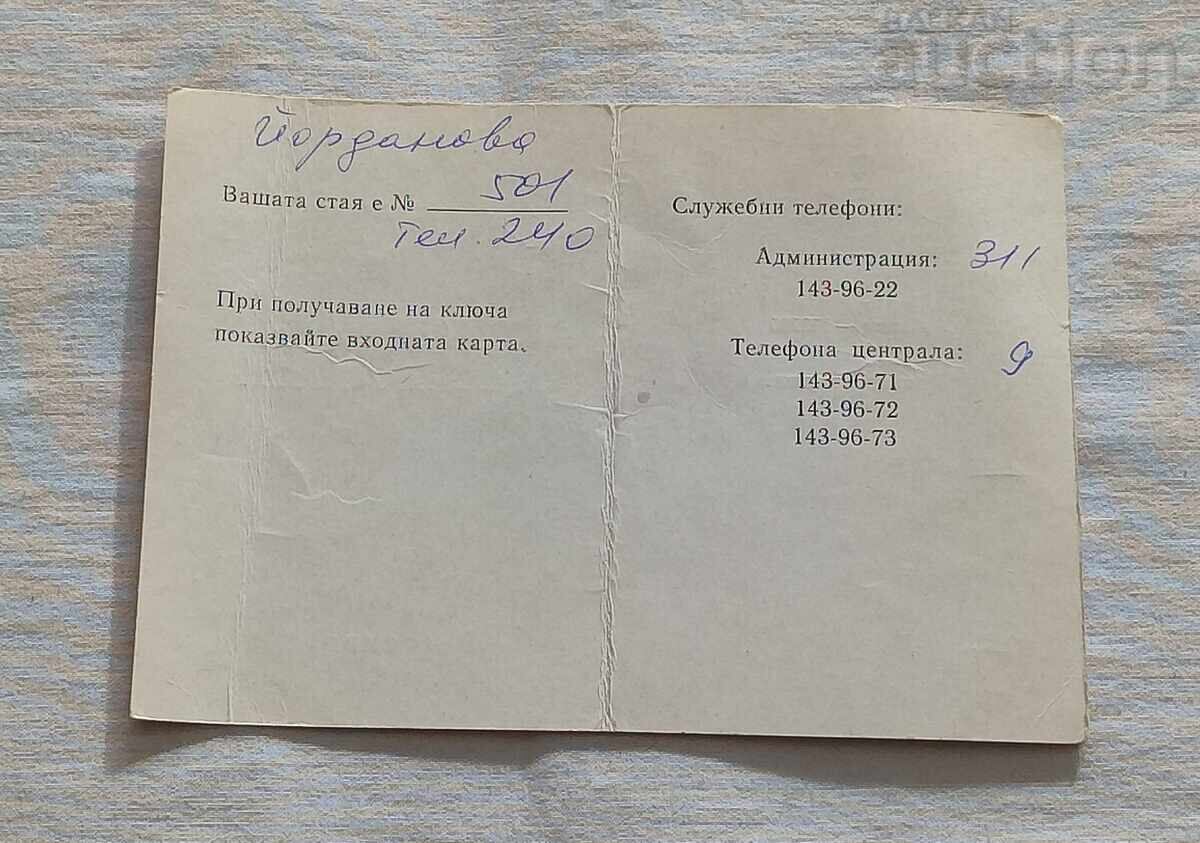 BALKAN
auction
Йорданова
Вашата стая е № 501
Тел. 240
При получаване на ключа
показвайте входната карта.
Служебни телефони:
Администрация: 311
143-96-22
Телефона централа: 9
143-96-71
143-96-72
143-96-73